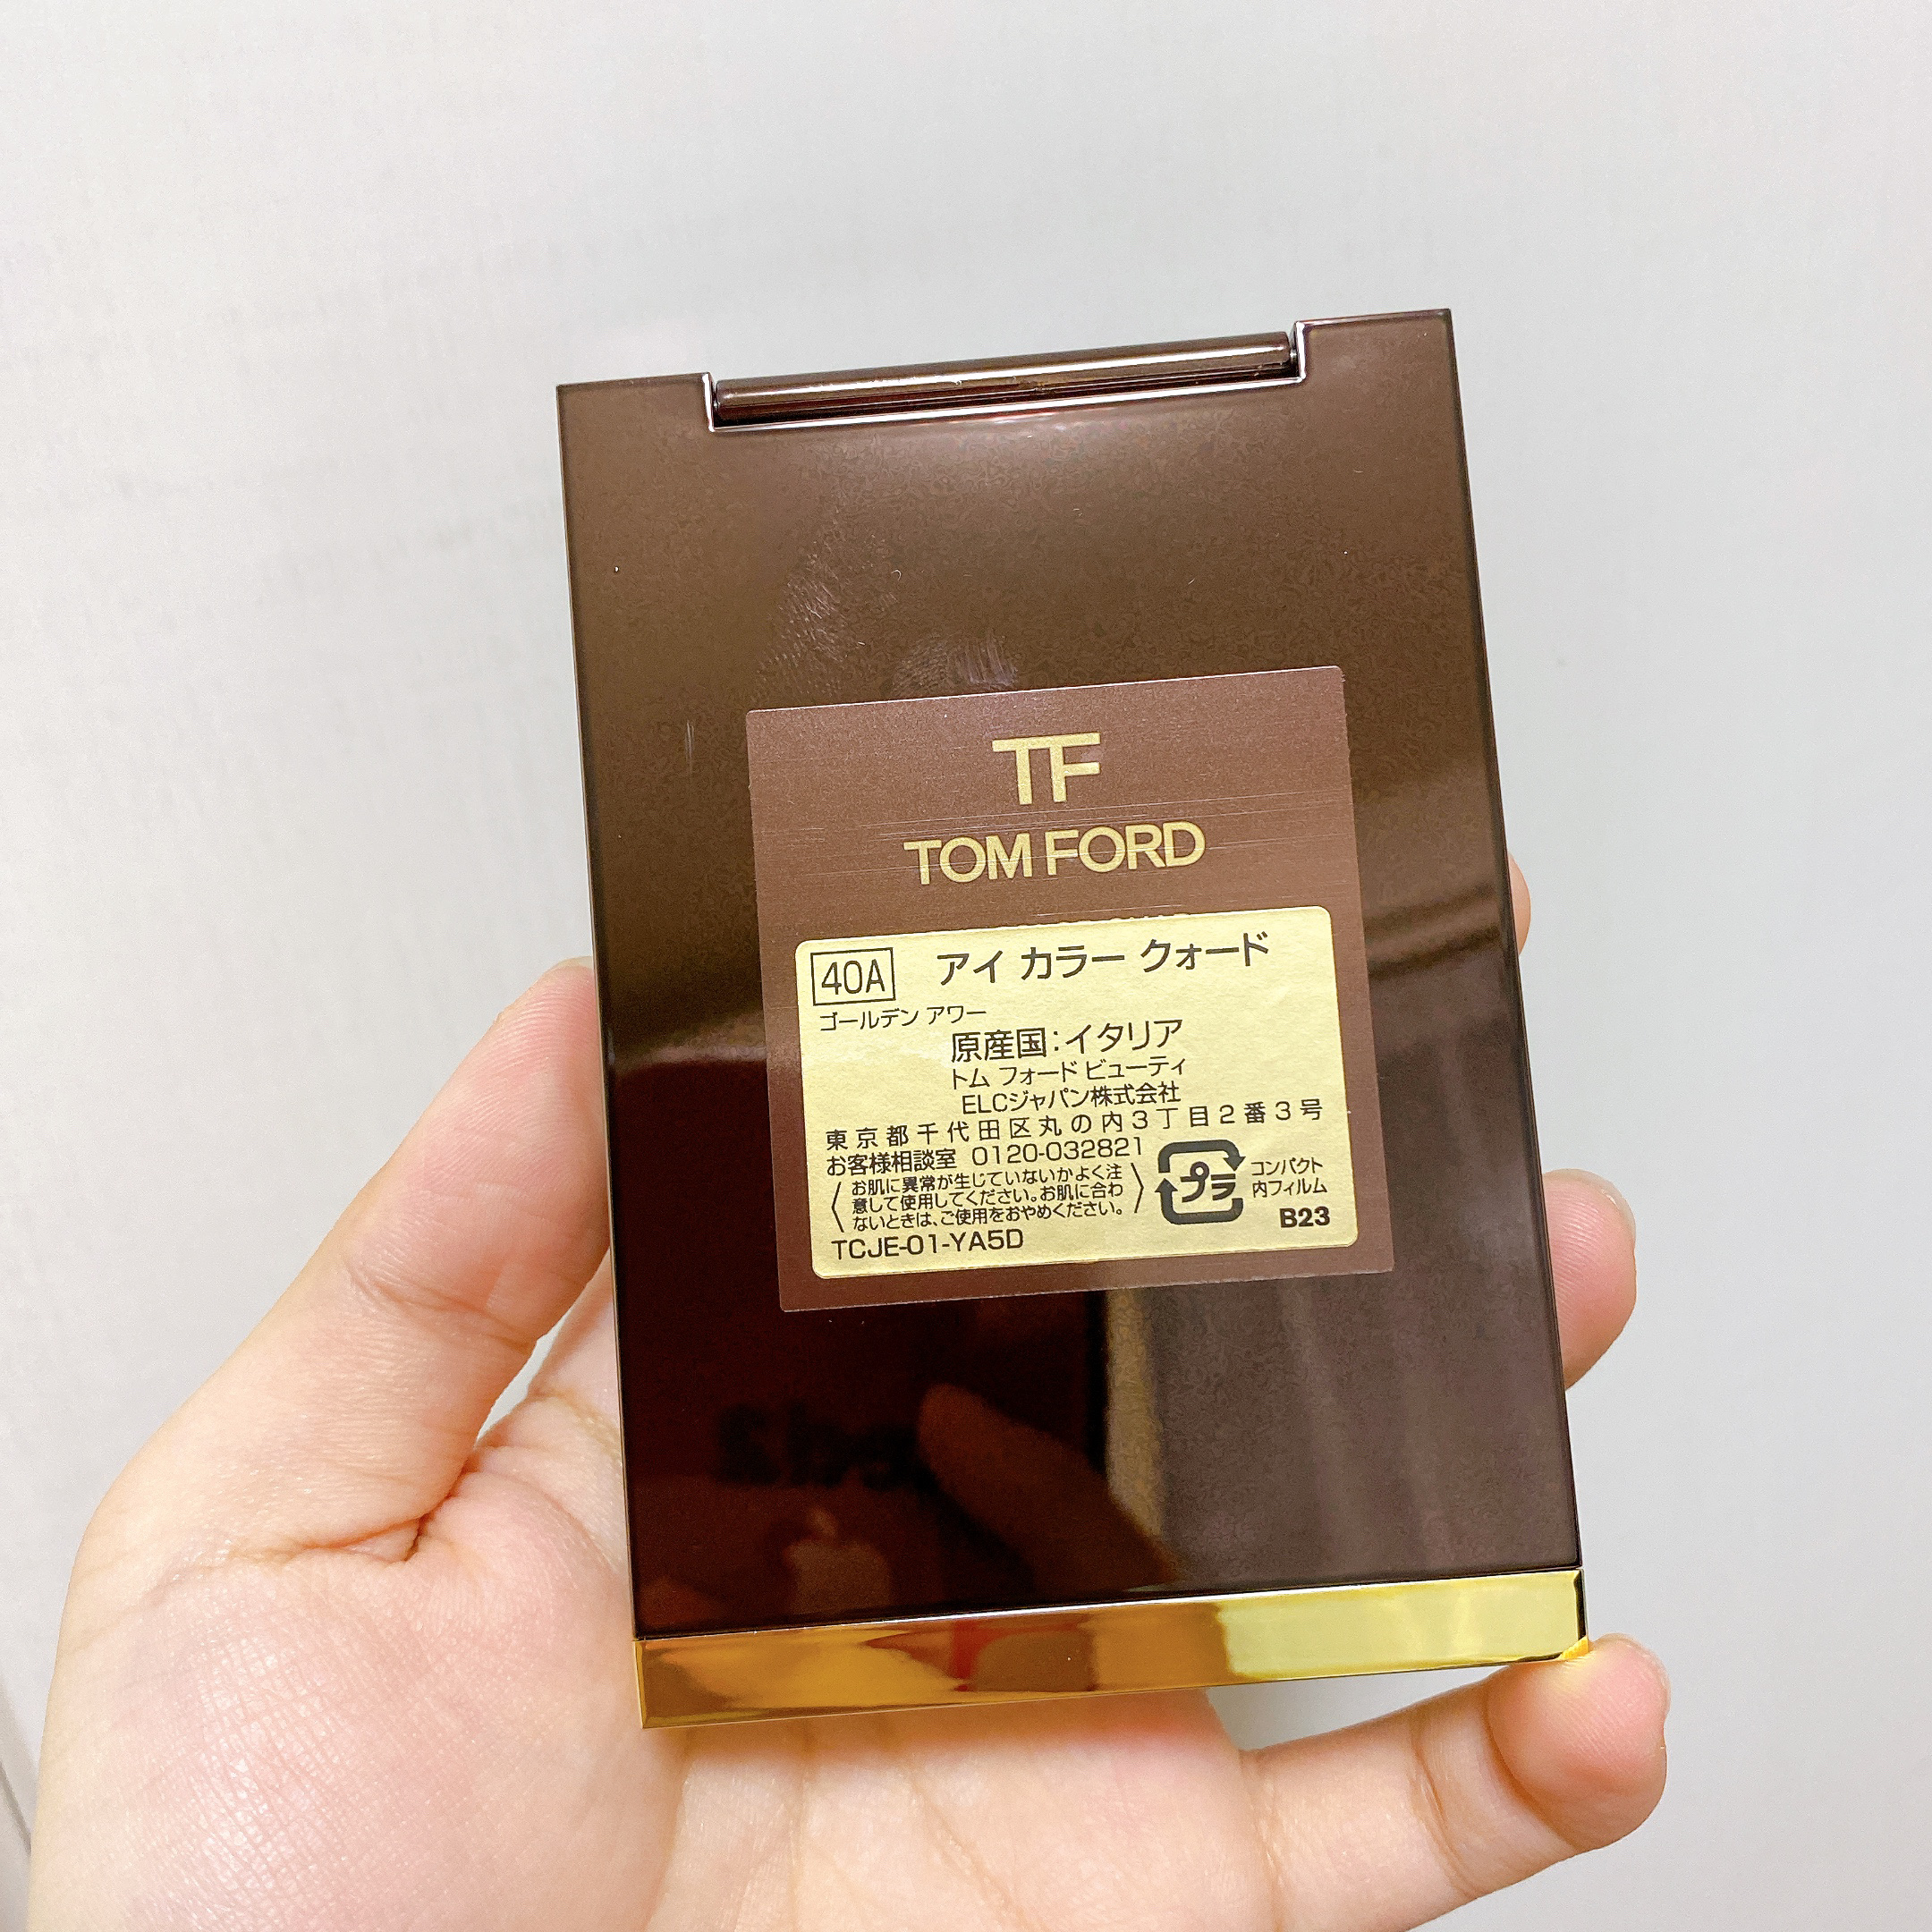 TF
TOM FORD
40A アイ カラー クォード
ゴールデン アワー
原産国:イタリア
トム フォード ビューティ
ELCジャパン株式会社
東京都千代田区丸の内3丁目2番3号
お客様相談室 0120-032821
お肌に異常が生じていないかよく注
意して使用してください。お肌に合わ
ないときは、ご使用をおやめください。
プラ
コンパクト
内フィルム
TCJE-01-YA5D
B23